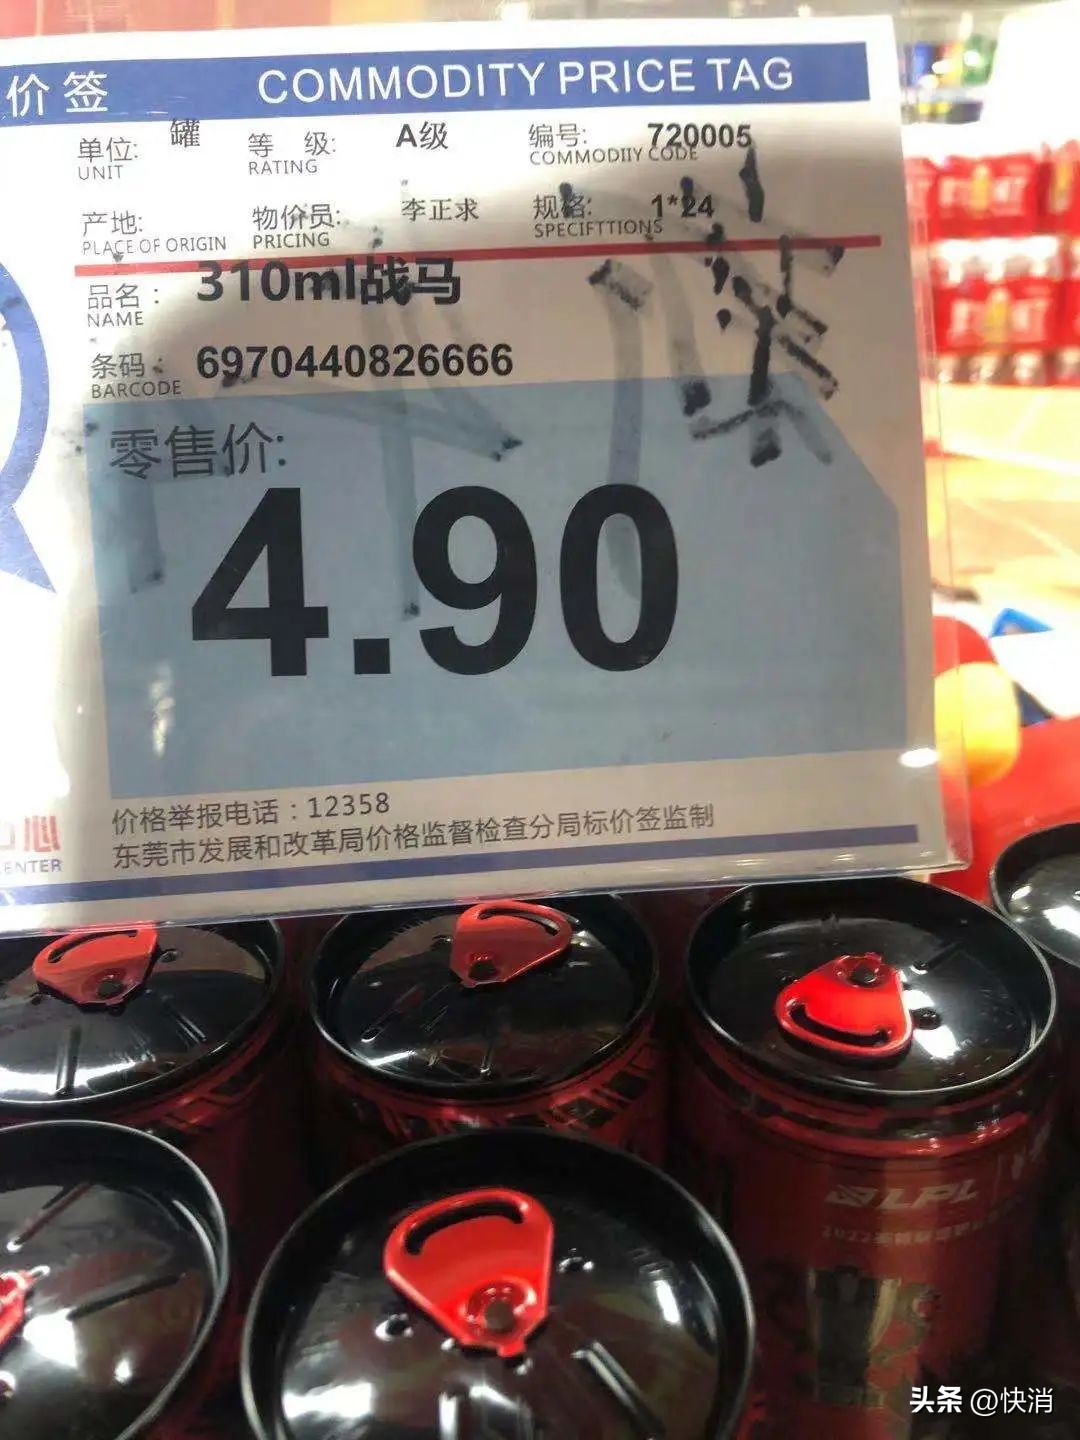 价签 COMMODITY PRICE TAG
单位: 罐 等 级: A级 编号: 720005
UNIT RATING COMMODIIY CODE
产地: 物价员: 李正求 规格: 1*24
PLACE OF ORIGIN PRICING SPECIFTTIONS
品名: 310ml战马
NAME
条码: 6970440826666
BARCODE
零售价:
4.90
价格举报电话:12358
东莞市发展和改革局价格监督检查分局标价签监制
心
ENTER
LPL
头条 @快消